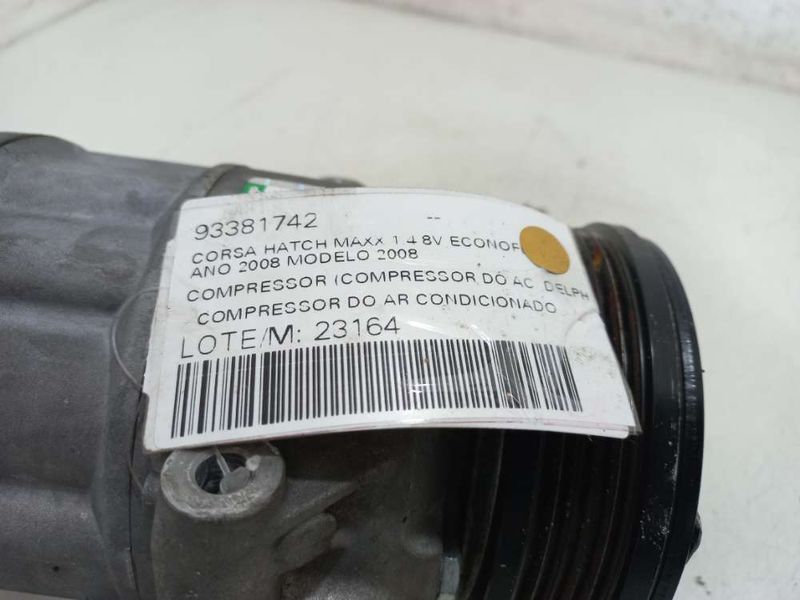 93381742 --
CORSA HATCH MAXX 1.4 8V ECONOF
ANO 2008 MODELO 2008
COMPRESSOR (COMPRESSOR DO AC DELPH
COMPRESSOR DO AR CONDICIONADO
LOTE/M: 23164